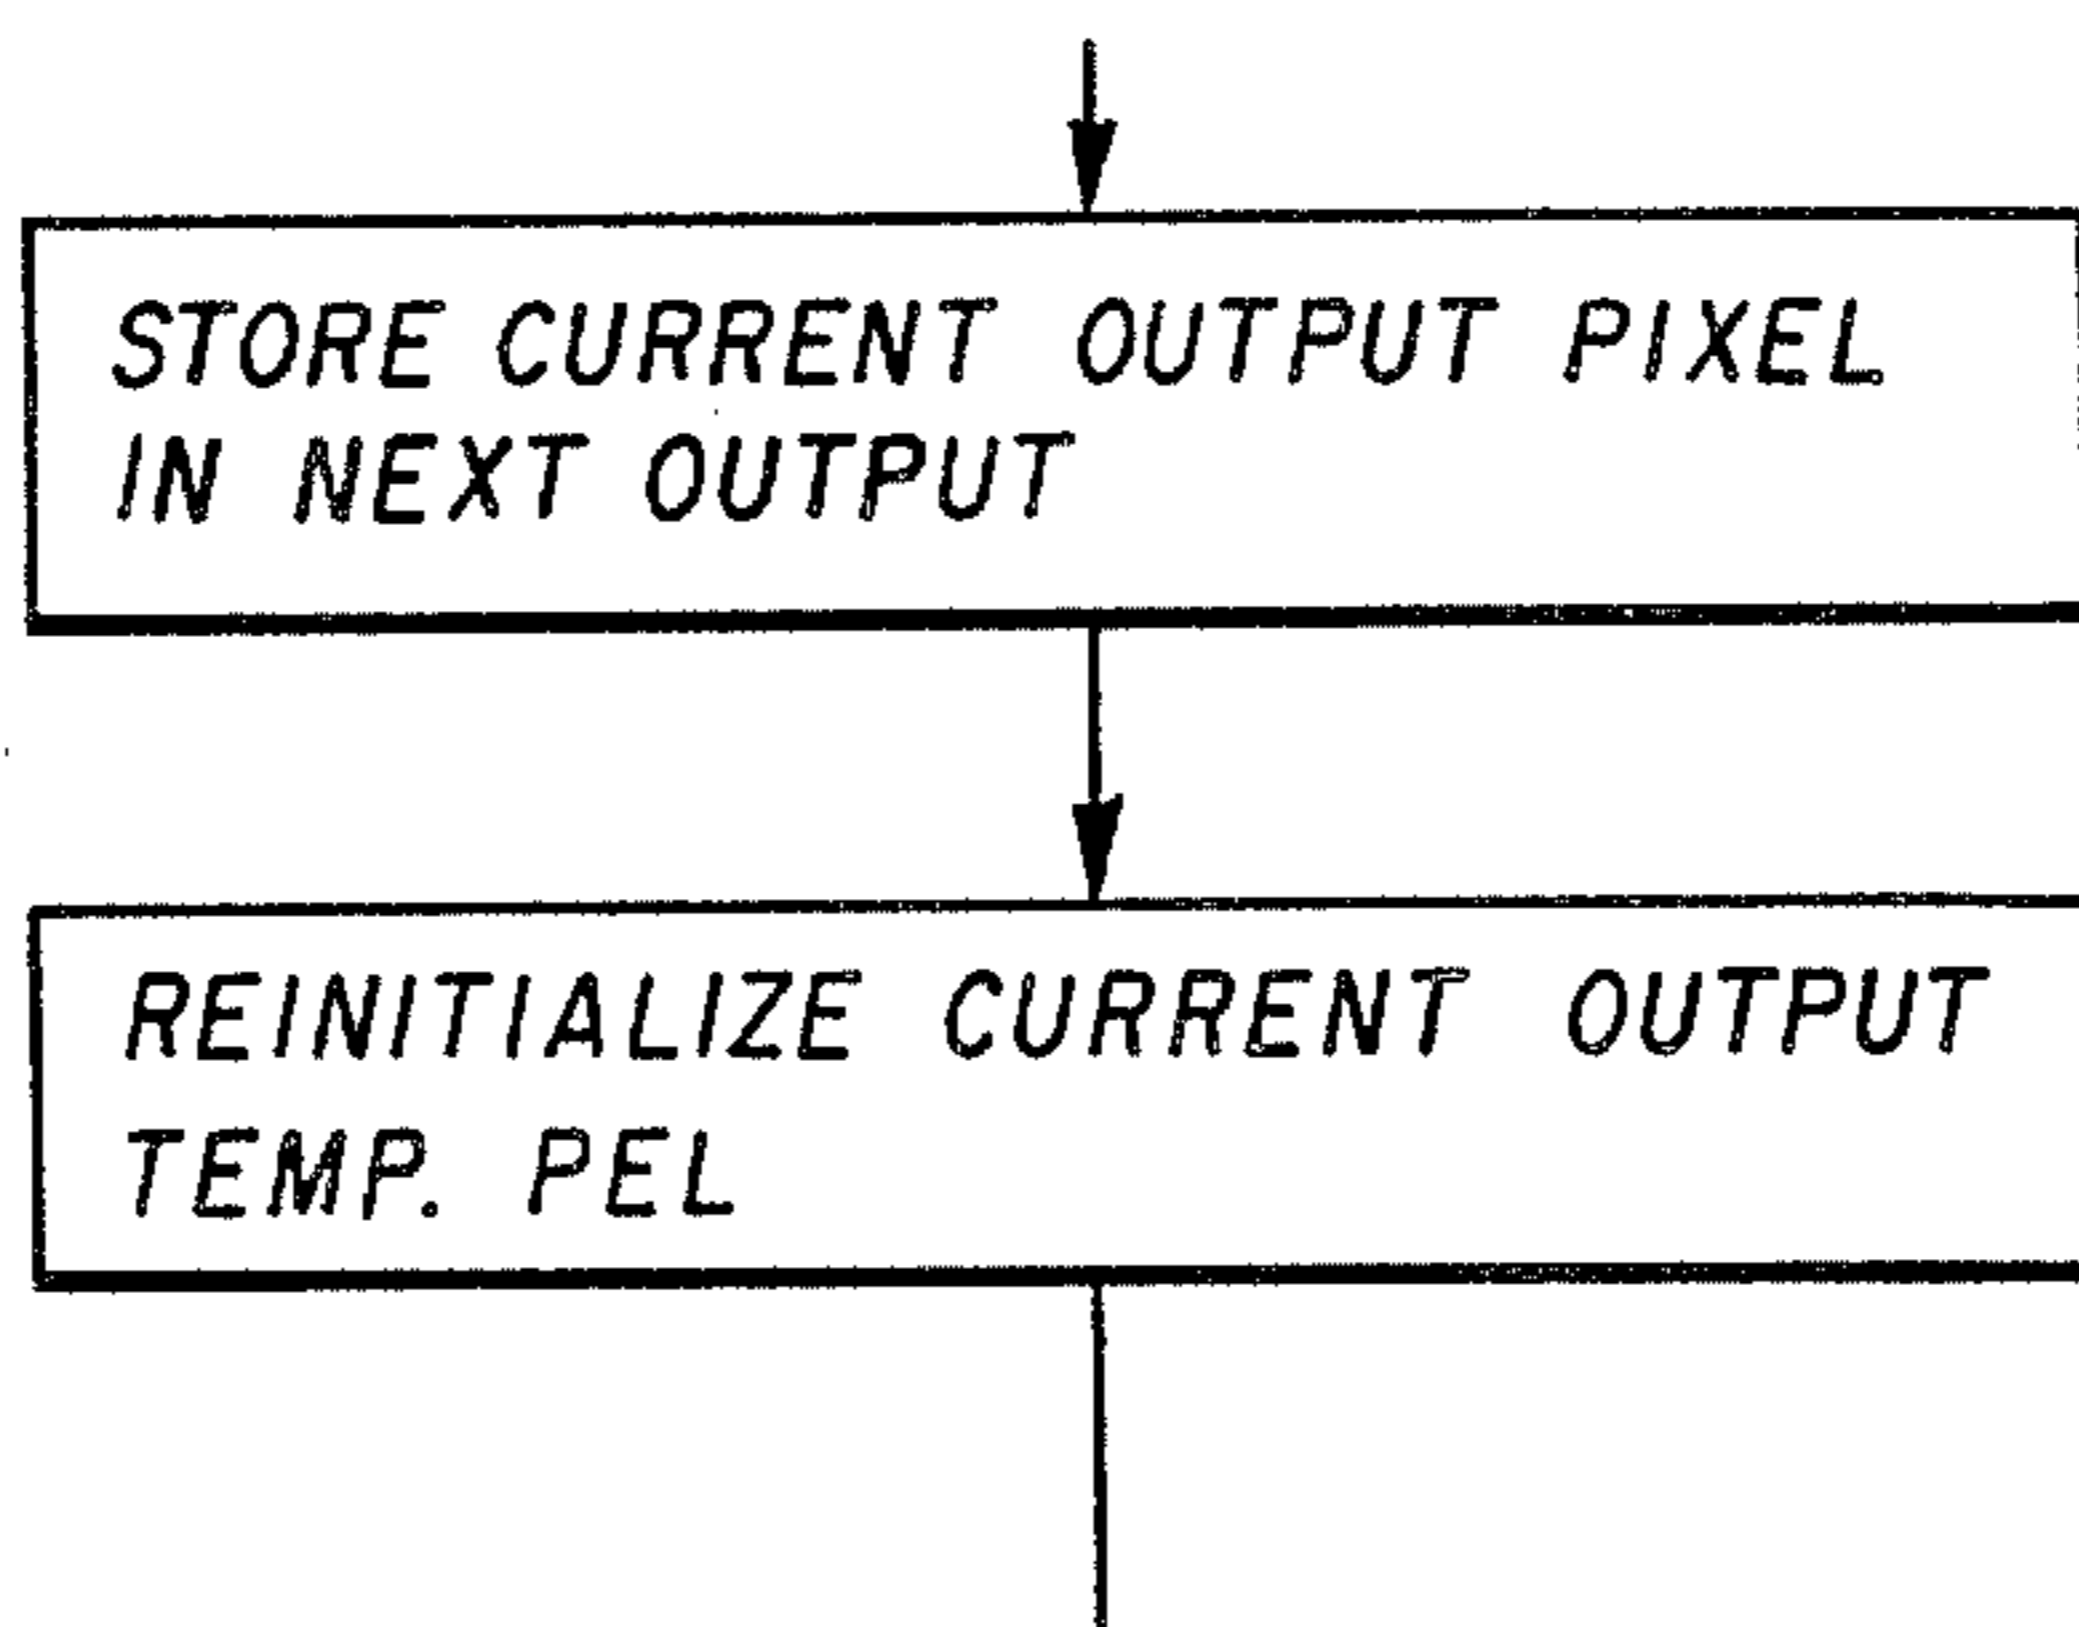 STORE CURRENT OUTPUT PIXEL
IN NEXT OUTPUT
REINITIALIZE CURRENT OUTPUT
TEMP. PEL